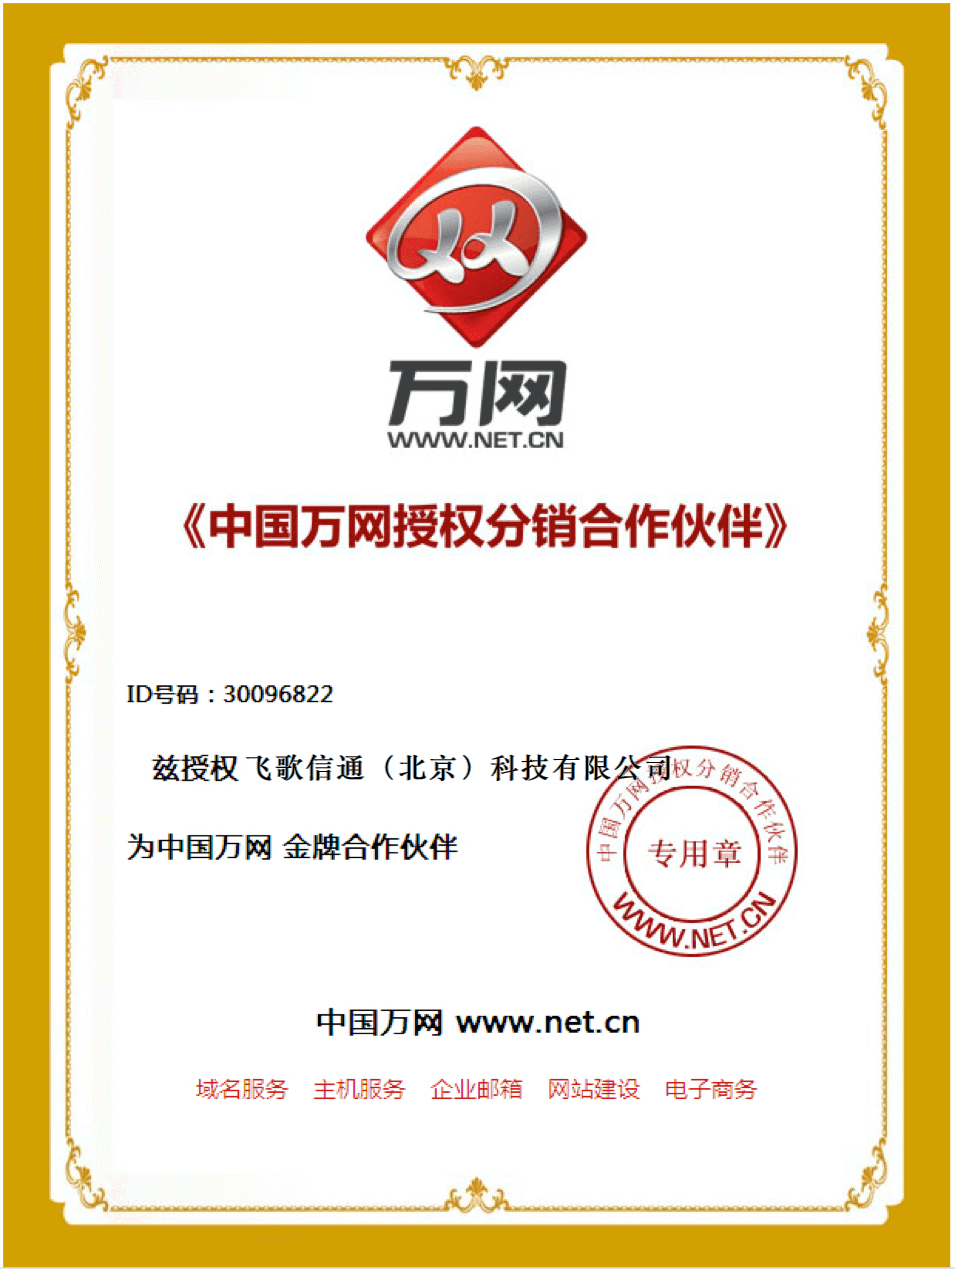 万网
WWW.NET.CN
《中国万网授权分销合作伙伴》
ID号码：30096822
兹授权 飞歌信通（北京）科技有限公司
为中国万网 金牌合作伙伴
中国万网授权分销合作伙伴
专用章
WWW.NET.CN
中国万网 www.net.cn
域名服务 主机服务 企业邮箱 网站建设 电子商务